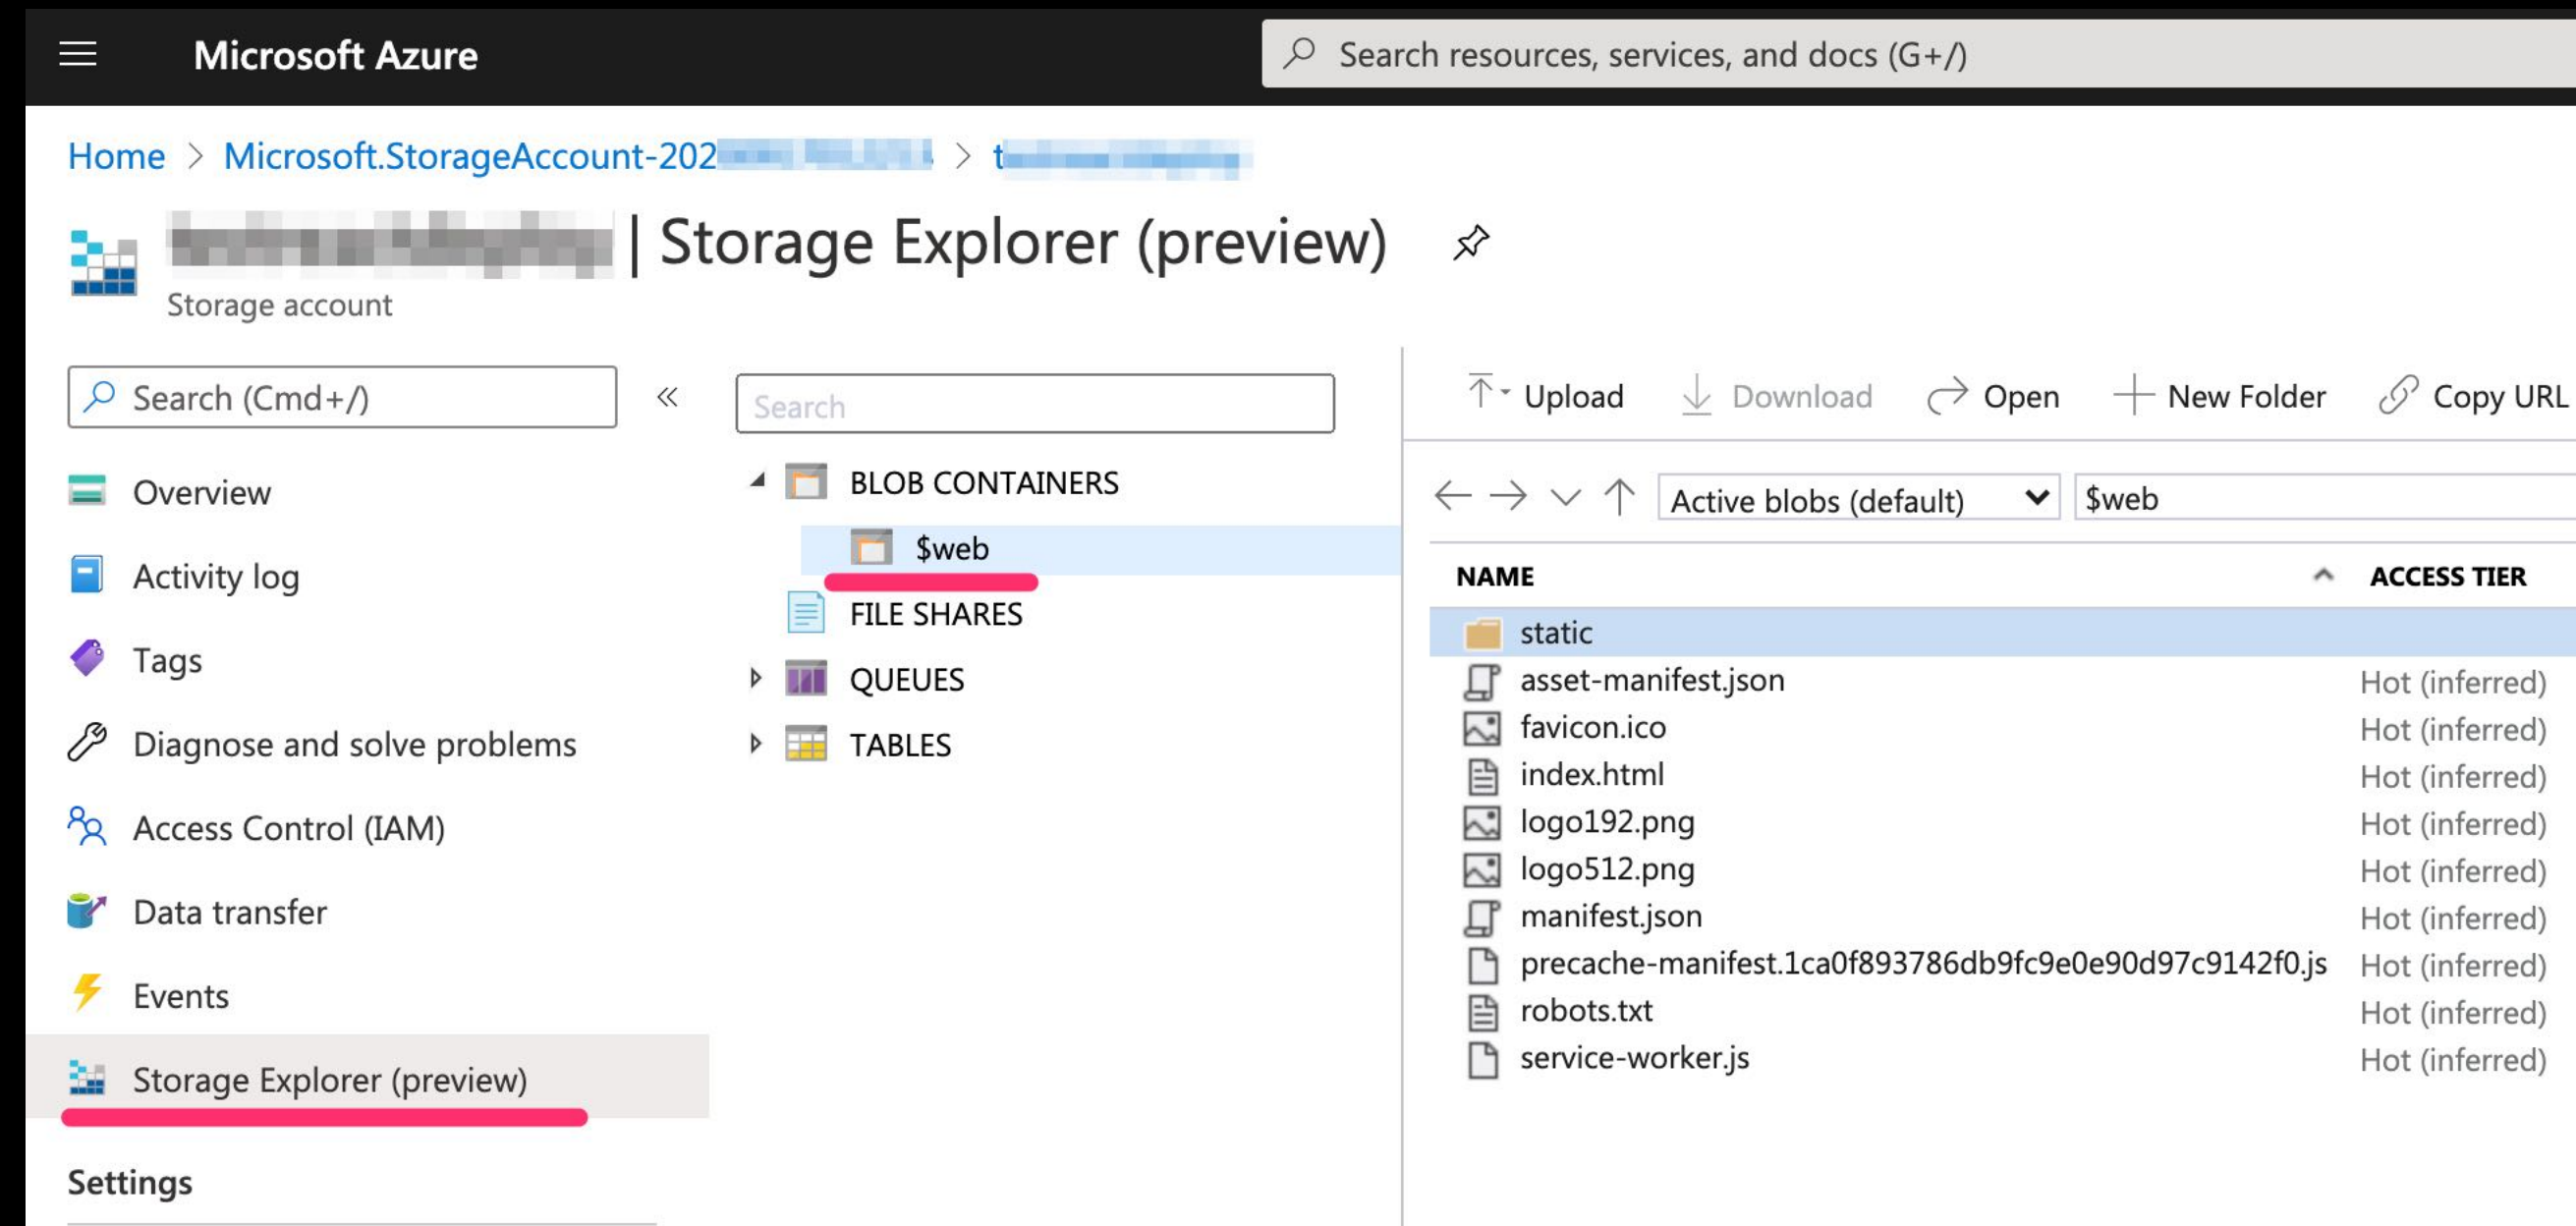 Microsoft Azure
Search resources, services, and docs (G+/)
Home > Microsoft.StorageAccount-202 > t
| Storage Explorer (preview)
Storage account
Search (Cmd+/)
«
Overview
Activity log
Tags
Diagnose and solve problems
Access Control (IAM)
Data transfer
Events
Storage Explorer (preview)
Settings
Search
BLOB CONTAINERS
$web
FILE SHARES
QUEUES
TABLES
Upload Download Open New Folder Copy URL
Active blobs (default) $web
NAME ACCESS TIER
static
asset-manifest.json Hot (inferred)
favicon.ico Hot (inferred)
index.html Hot (inferred)
logo192.png Hot (inferred)
logo512.png Hot (inferred)
manifest.json Hot (inferred)
precache-manifest.1ca0f893786db9fc9e0e90d97c9142f0.js Hot (inferred)
robots.txt Hot (inferred)
service-worker.js Hot (inferred)